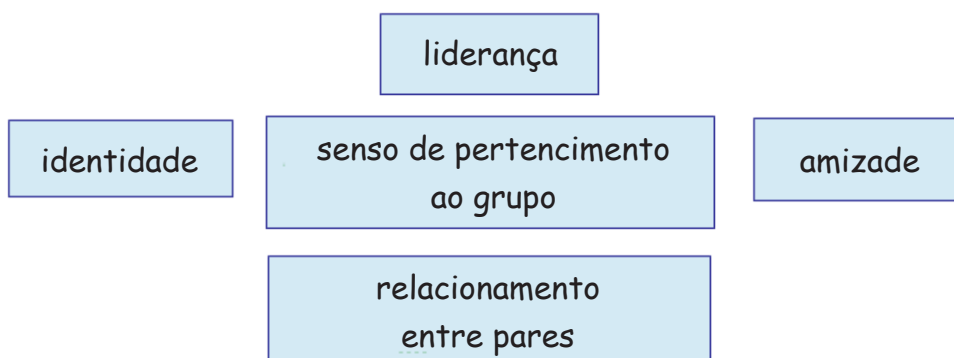 liderança
identidade
senso de pertencimento
ao grupo
amizade
relacionamento
entre pares